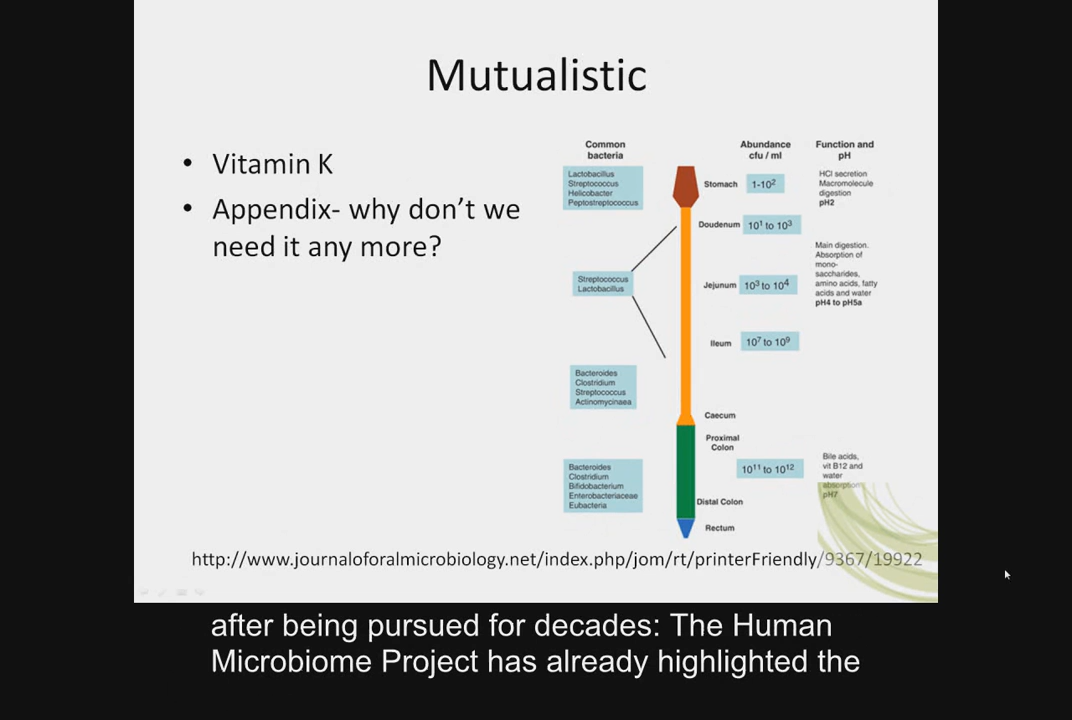 Mutualistic
• Vitamin K
• Appendix- why don't we
need it any more?
Common
bacteria
Abundance
cfu / ml
Function and
pH
Lactobacillus
Streptococcus
Helicobacter
Peptostreptococcus
Stomach
1-10²
HCl secretion
Macromolecule
digestion
pH2
Doudenum
10¹ to 10³
Streptococcus
Lactobacillus
Jejunum
10³ to 10⁴
Main digestion.
Absorption of
mono-
saccharides,
amino acids, fatty
acids and water
pH4 to pH5a
Ileum
10⁷ to 10⁹
Bacteroides
Clostridium
Streptococcus
Actinomycinaea
Caecum
Proximal
Colon
Bacteroides
Clostridium
Bifidobacterium
Enterobacteriaceae
Eubacteria
10¹¹ to 10¹²
Bile acids,
vit B12 and
water
absorption
pH7
Distal Colon
Rectum
http://www.journaloforalmicrobiology.net/index.php/jom/rt/printerFriendly/9367/19922
after being pursued for decades: The Human
Microbiome Project has already highlighted the